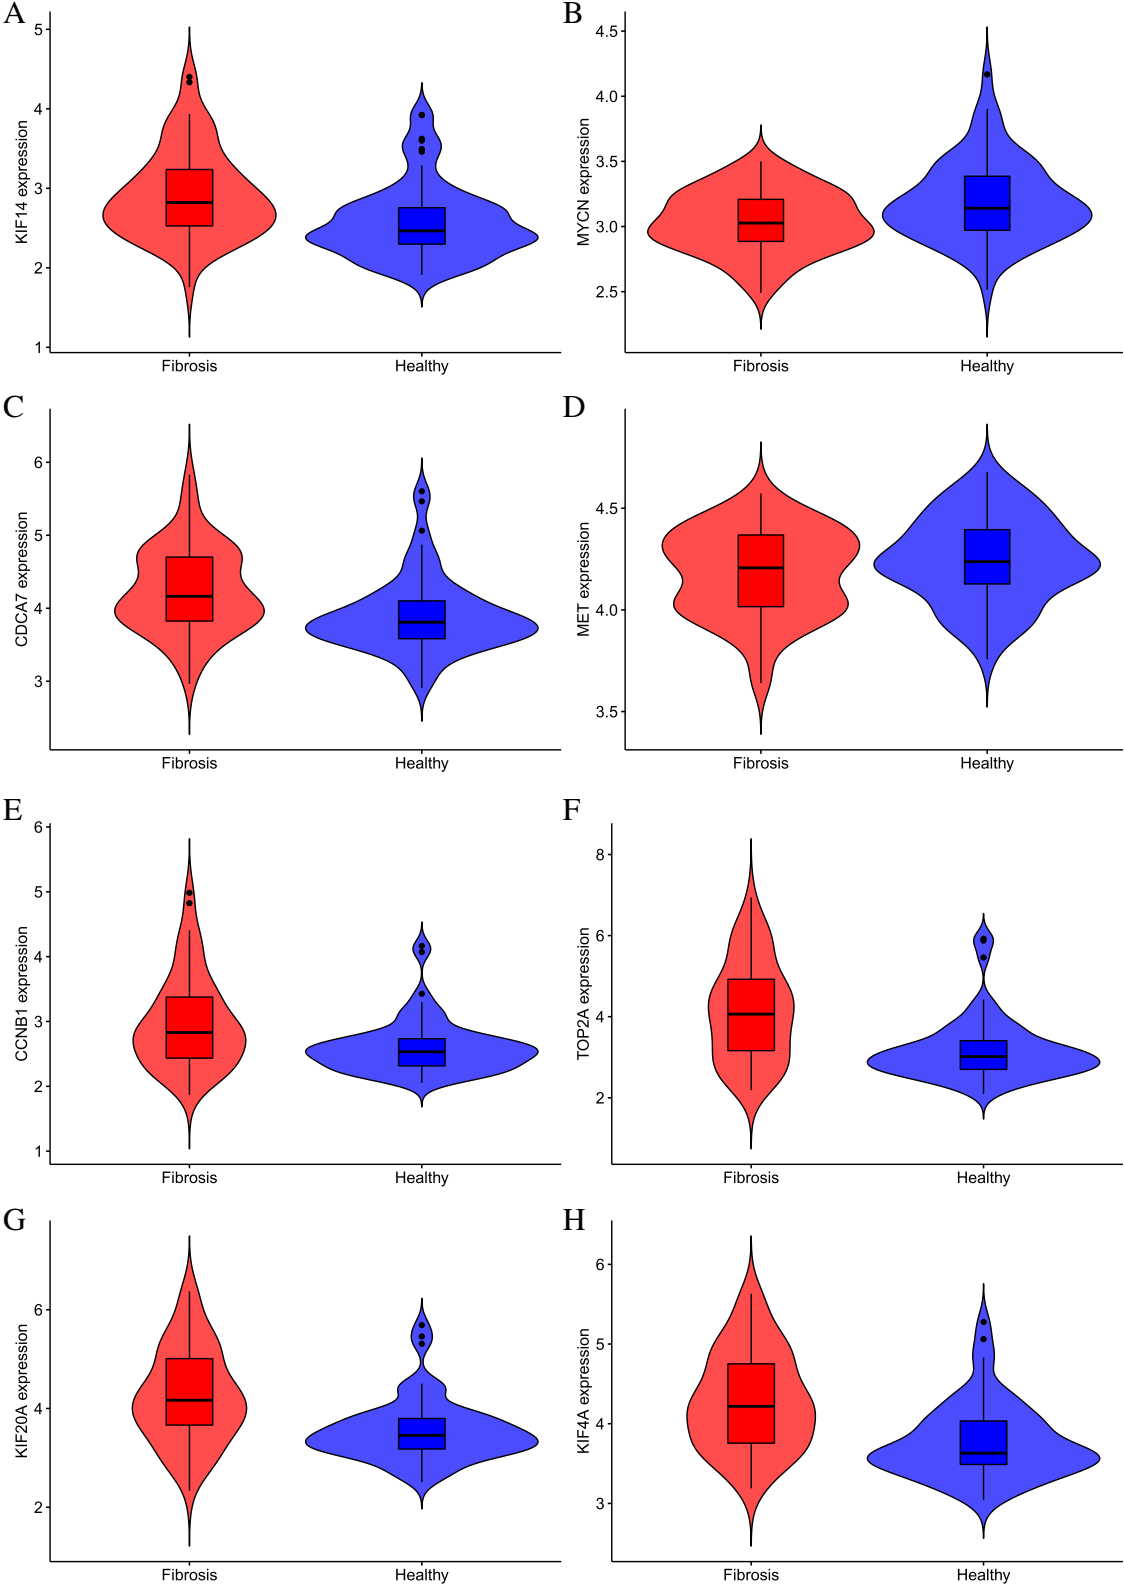 A
KIF14 expression
5
4
3
2
1
Fibrosis
Healthy
B
MYCN expression
4.5
4.0
3.5
3.0
2.5
Fibrosis
Healthy
C
CDCA7 expression
6
5
4
3
Fibrosis
Healthy
D
MET expression
4.5
4.0
3.5
Fibrosis
Healthy
E
CCNB1 expression
6
5
4
3
2
1
Fibrosis
Healthy
F
TOP2A expression
8
6
4
2
Fibrosis
Healthy
G
KIF20A expression
6
4
2
Fibrosis
Healthy
H
KIF4A expression
6
5
4
3
Fibrosis
Healthy